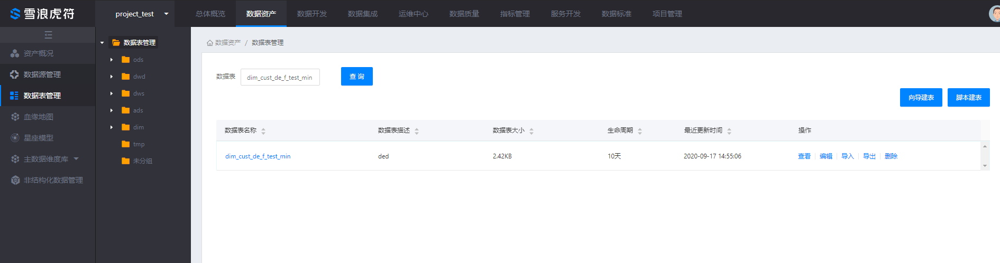 雪浪虎符
project_test
总体概览 数据资产 数据开发 数据集成 运维中心 数据质量 指标管理 服务开发 数据标准 项目管理
资产概况
数据源管理
数据表管理
血缘地图
星座模型
主数据维度库
非结构化数据管理
数据表管理
ods
dwd
dws
ads
dim
tmp
未分组
数据资产 / 数据表管理
数据表 dim_cust_de_f_test_min 查 询
向导建表 脚本建表
数据表名称 数据表描述 数据表大小 生命周期 最近更新时间 操作
dim_cust_de_f_test_min ded 2.42KB 10天 2020-09-17 14:55:06 查看 编辑 导入 导出 删除